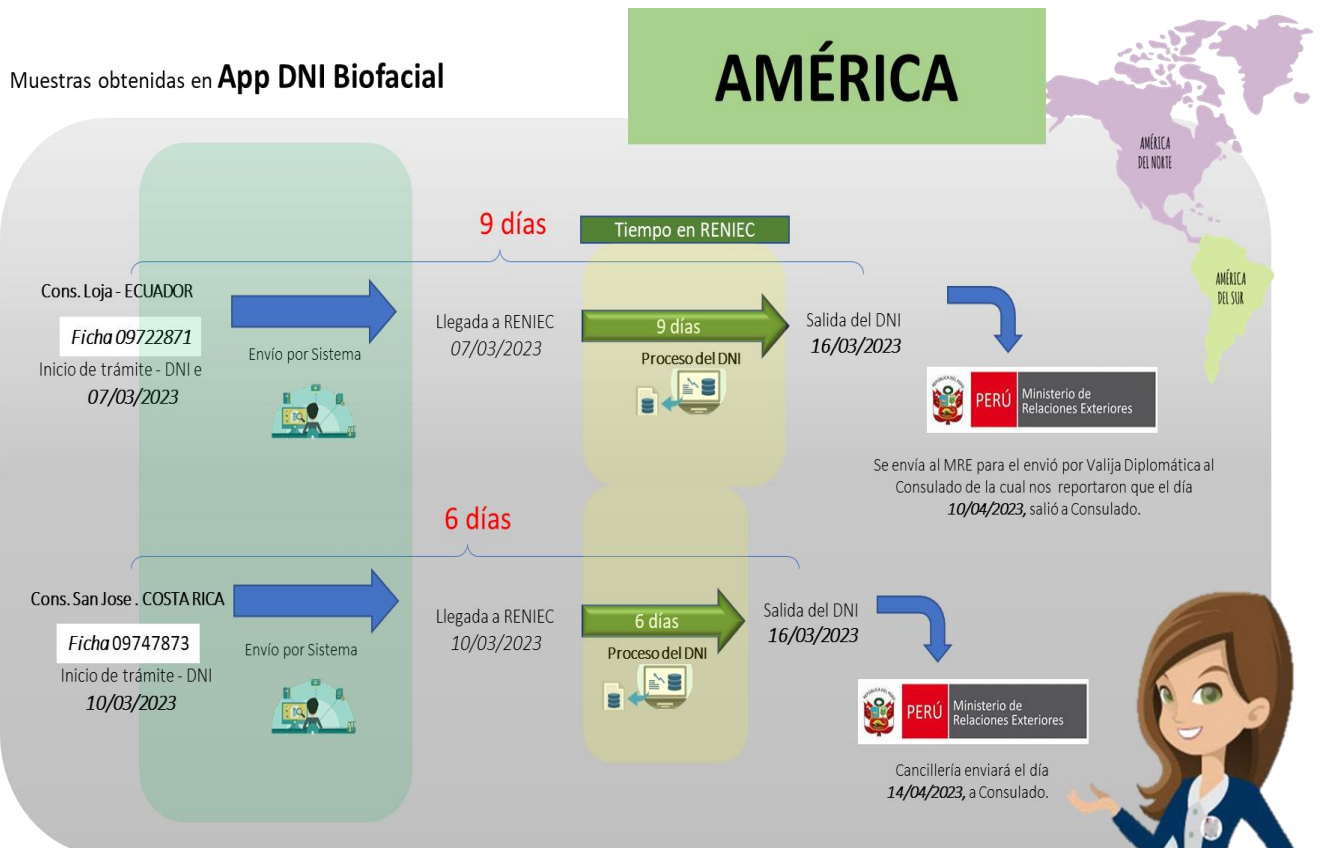 Muestras obtenidas en App DNI Biofacial
AMÉRICA
AMÉRICA
DEL NORTE
AMÉRICA
DEL SUR
9 días
Tiempo en RENIEC
Cons. Loja - ECUADOR
Ficha 09722871
Inicio de trámite - DNI e
07/03/2023
Envío por Sistema
Llegada a RENIEC
07/03/2023
9 días
Proceso del DNI
Salida del DNI
16/03/2023
PERÚ
Ministerio de
Relaciones Exteriores
Se envía al MRE para el envió por Valija Diplomática al
Consulado de la cual nos reportaron que el día
10/04/2023, salió a Consulado.
6 días
Cons. San Jose . COSTA RICA
Ficha 09747873
Inicio de trámite - DNI
10/03/2023
Envío por Sistema
Llegada a RENIEC
10/03/2023
6 días
Proceso del DNI
Salida del DNI
16/03/2023
PERÚ
Ministerio de
Relaciones Exteriores
Cancillería enviará el día
14/04/2023, a Consulado.